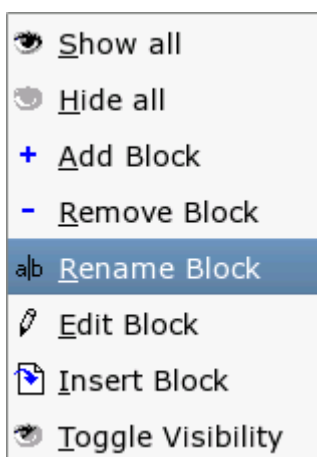 Show all
Hide all
+ Add Block
- Remove Block
a|b Rename Block
Edit Block
Insert Block
Toggle Visibility